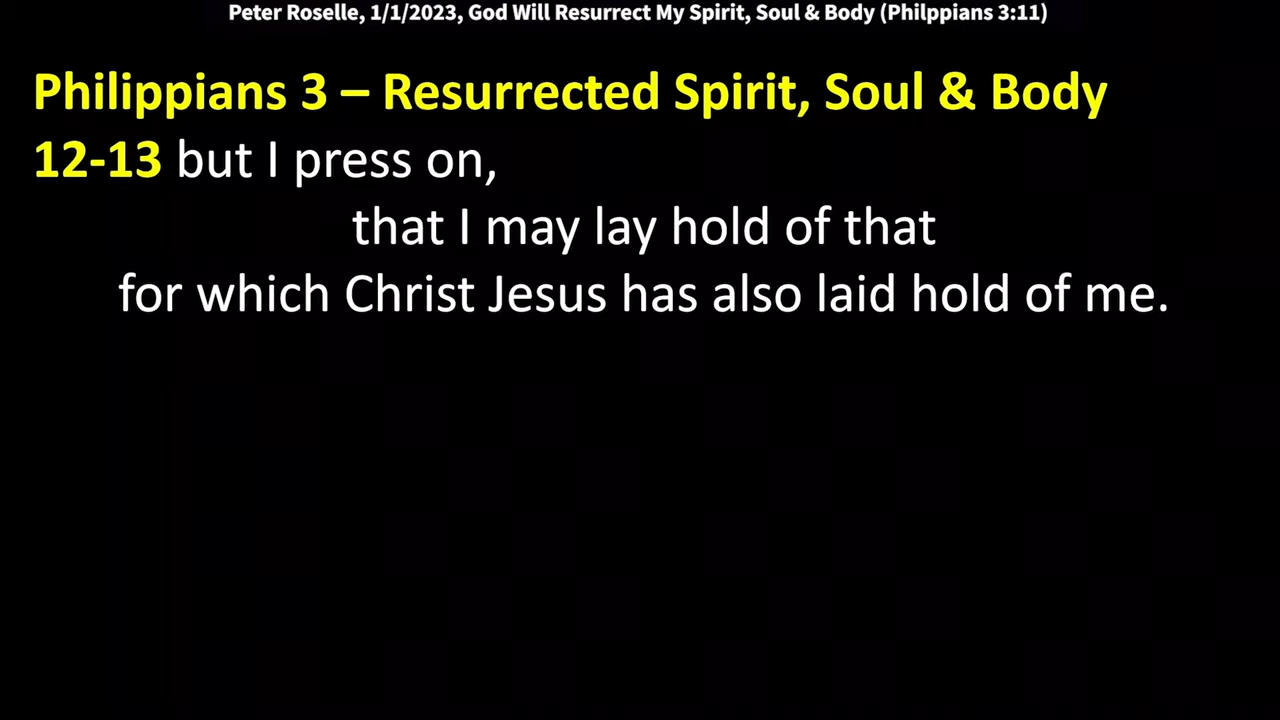 Peter Roselle, 1/1/2023, God Will Resurrect My Spirit, Soul & Body (Philppians 3:11)
Philippians 3 – Resurrected Spirit, Soul & Body
12-13 but I press on,
that I may lay hold of that
for which Christ Jesus has also laid hold of me.